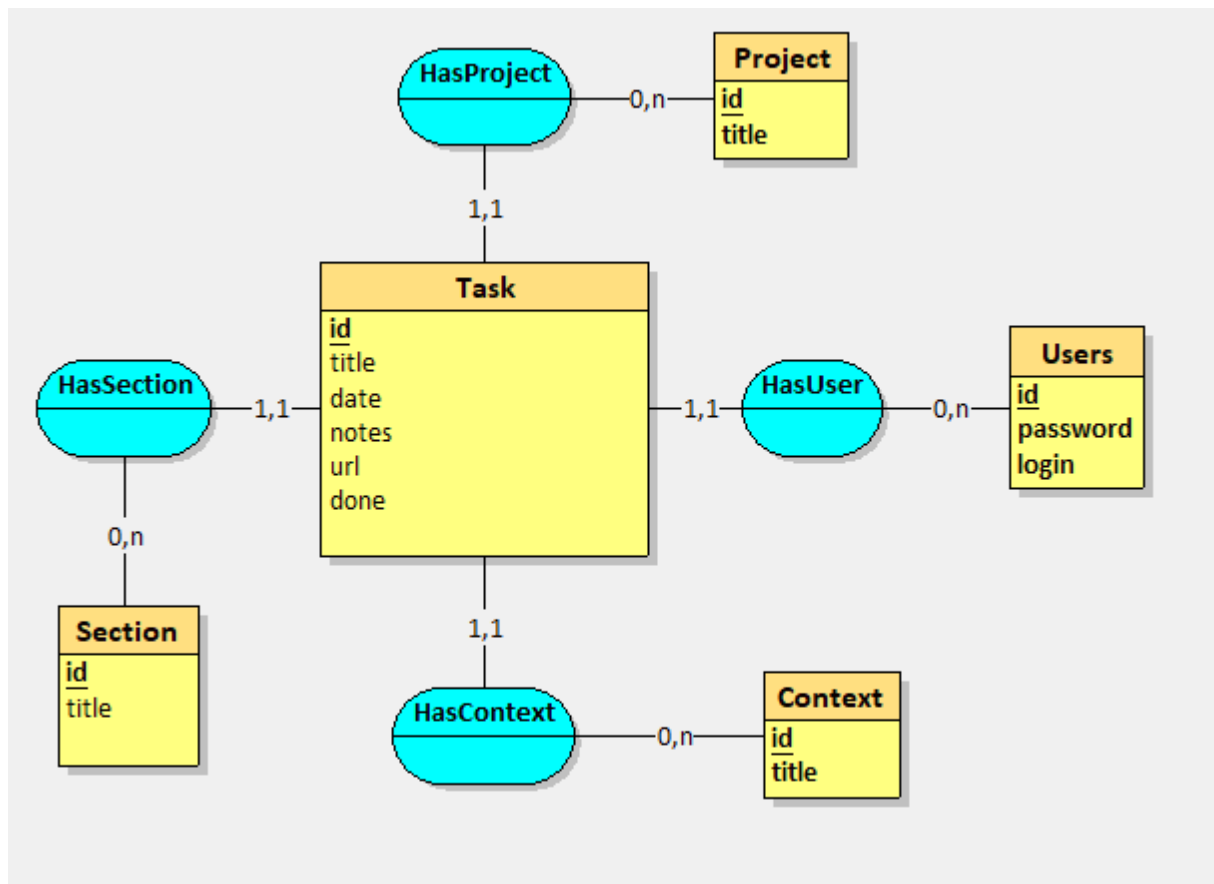 HasProject
0,n
Project
id
title
1,1
Task
id
title
date
notes
url
done
HasSection
1,1
1,1
HasUser
0,n
Users
id
password
login
0,n
Section
id
title
1,1
HasContext
0,n
Context
id
title